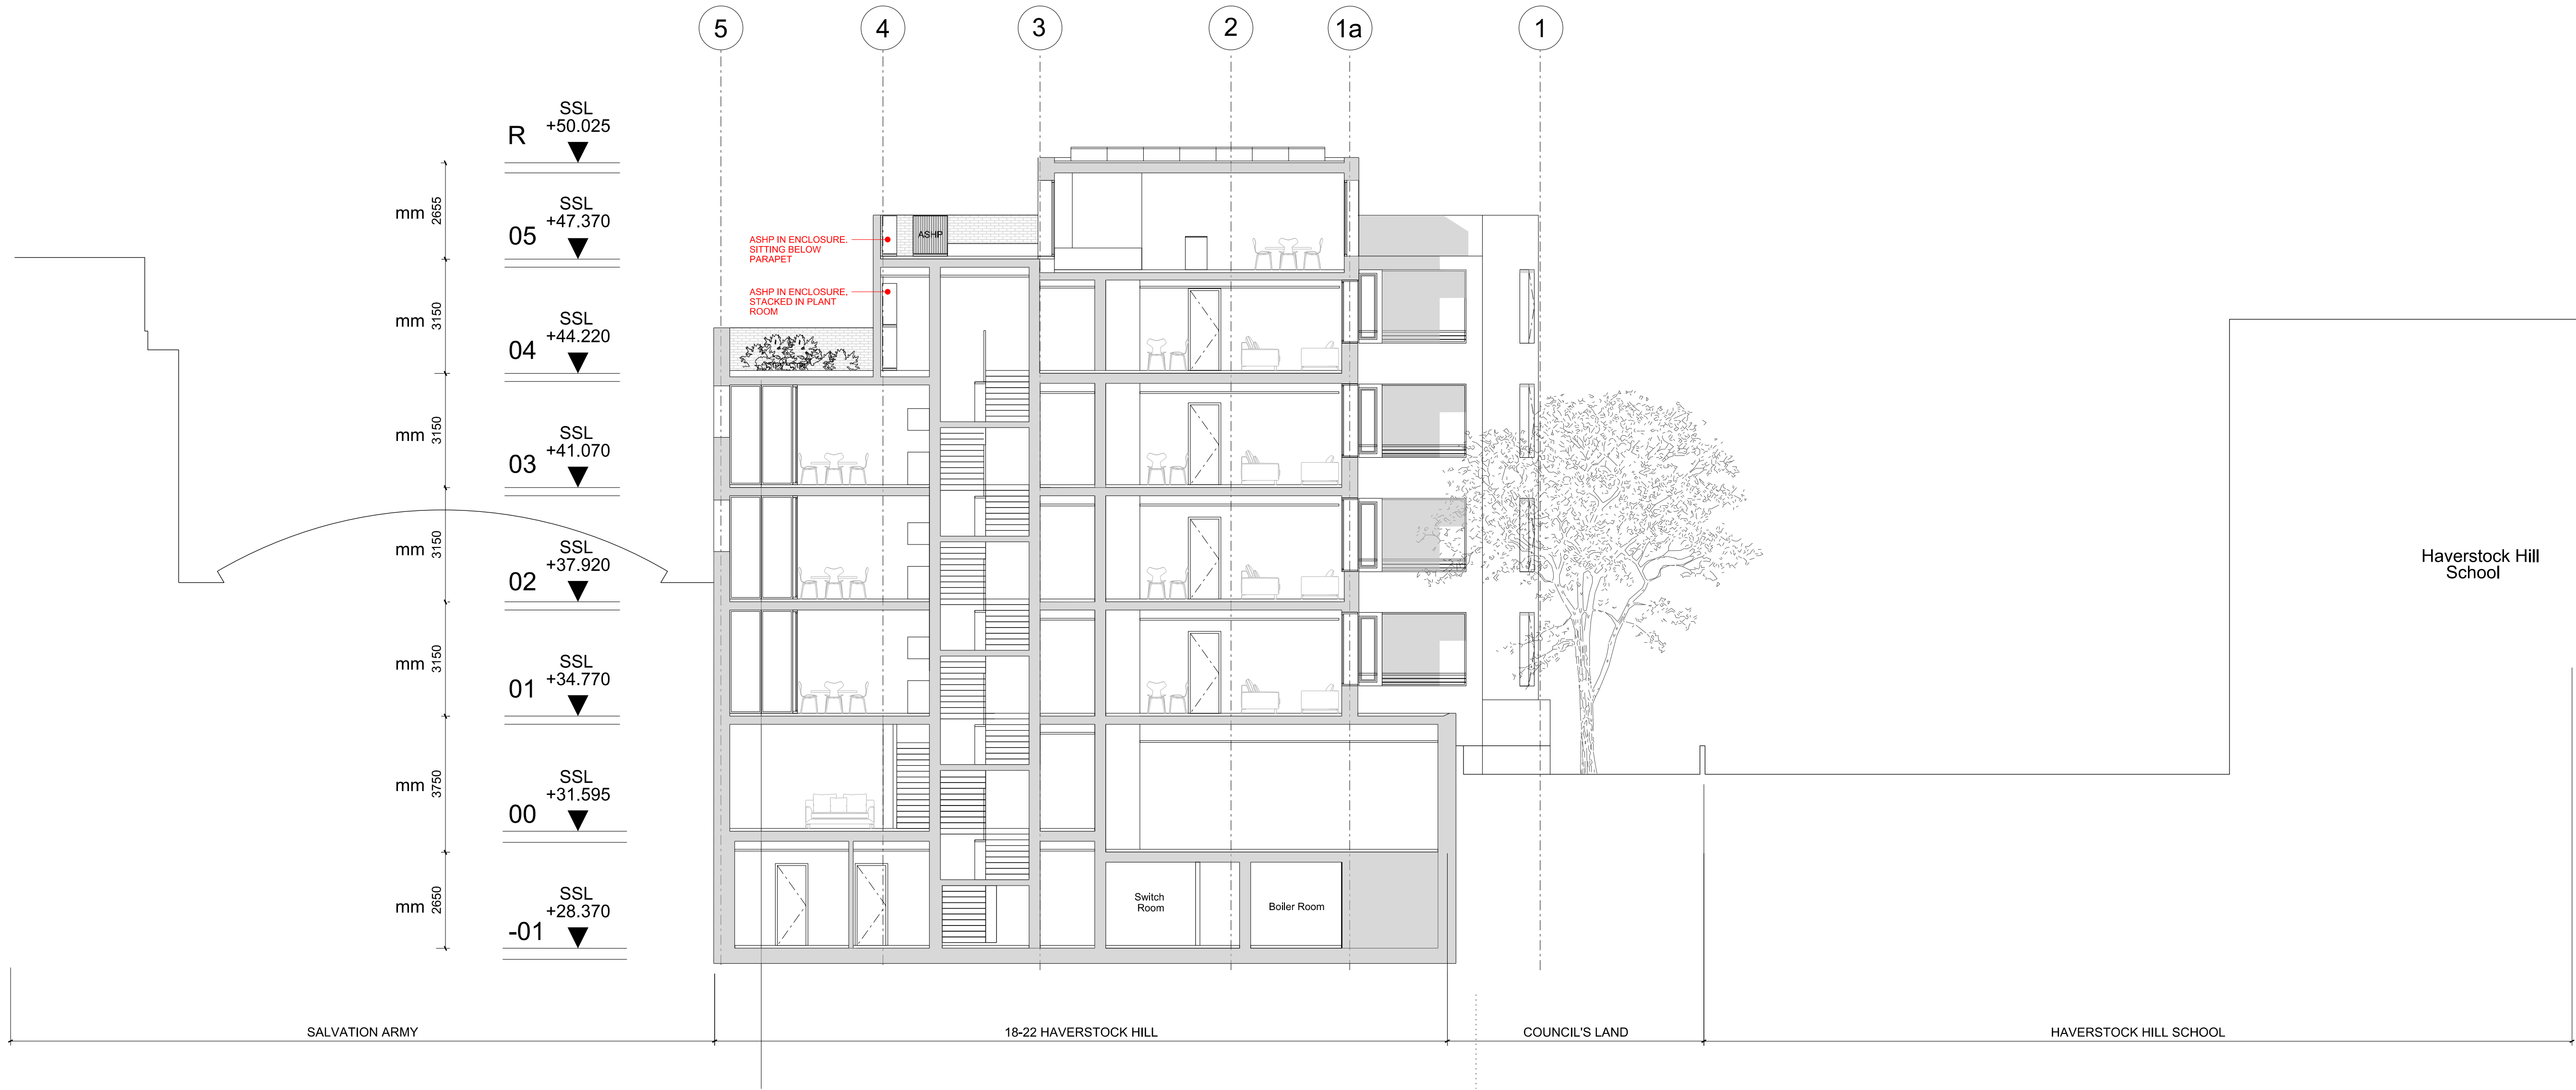 5
4
3
2
1a
1
SSL
+50.025
R
mm 2655
SSL
+47.370
05
ASHP IN ENCLOSURE,
SITTING BELOW
PARAPET
ASHP
mm 3150
ASHP IN ENCLOSURE,
STACKED IN PLANT
ROOM
SSL
+44.220
04
mm 3150
SSL
+41.070
03
mm 3150
SSL
+37.920
02
Haverstock Hill
School
mm 3150
SSL
+34.770
01
mm 3750
SSL
+31.595
00
mm 2650
SSL
+28.370
-01
Switch
Room
Boiler Room
SALVATION ARMY
18-22 HAVERSTOCK HILL
COUNCIL'S LAND
HAVERSTOCK HILL SCHOOL